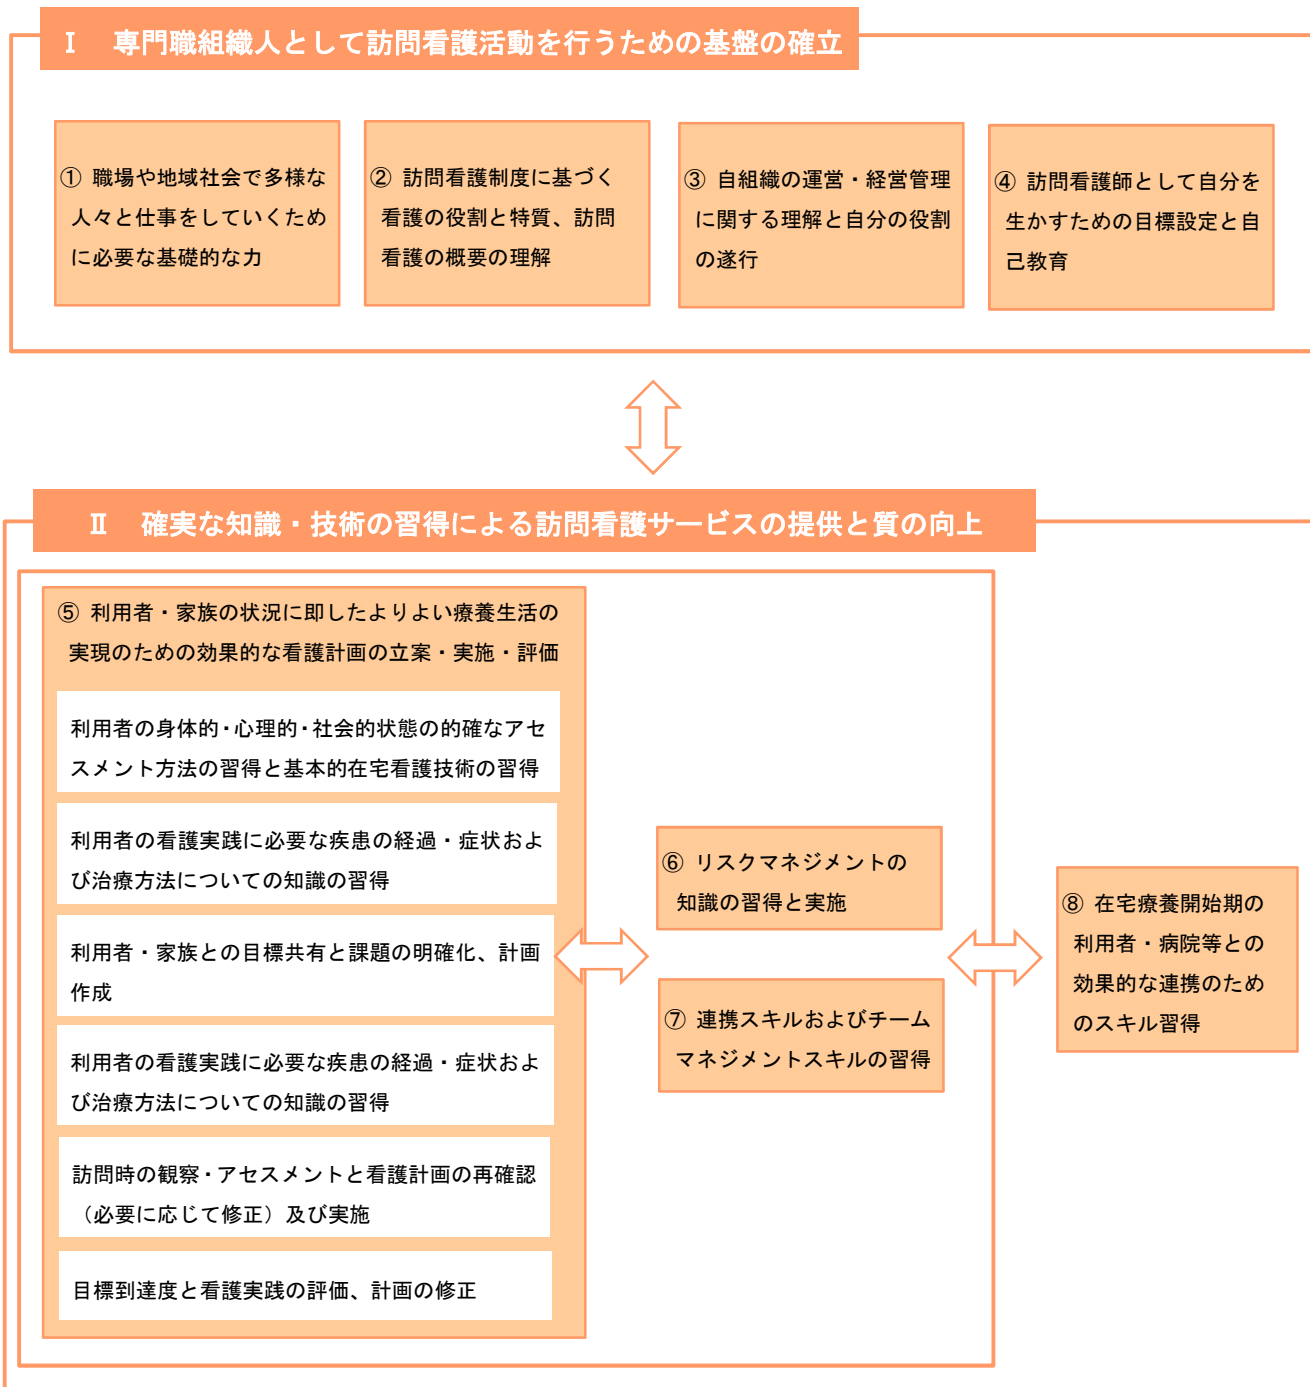 Ⅰ　専門職組織人として訪問看護活動を行うための基盤の確立
① 職場や地域社会で多様な
人々と仕事をしていくため
に必要な基礎的な力
② 訪問看護制度に基づく
看護の役割と特質、訪問
看護の概要の理解
③ 自組織の運営・経営管理
に関する理解と自分の役割
の遂行
④ 訪問看護師として自分を
生かすための目標設定と自
己教育
Ⅱ　確実な知識・技術の習得による訪問看護サービスの提供と質の向上
⑤ 利用者・家族の状況に即したよりよい療養生活の
実現のための効果的な看護計画の立案・実施・評価
利用者の身体的・心理的・社会的状態の的確なアセ
スメント方法の習得と基本的在宅看護技術の習得
利用者の看護実践に必要な疾患の経過・症状およ
び治療方法についての知識の習得
利用者・家族との目標共有と課題の明確化、計画
作成
利用者の看護実践に必要な疾患の経過・症状およ
び治療方法についての知識の習得
訪問時の観察・アセスメントと看護計画の再確認
（必要に応じて修正）及び実施
目標到達度と看護実践の評価、計画の修正
⑥ リスクマネジメントの
知識の習得と実施
⑦ 連携スキルおよびチーム
マネジメントスキルの習得
⑧ 在宅療養開始期の
利用者・病院等との
効果的な連携のため
のスキル習得